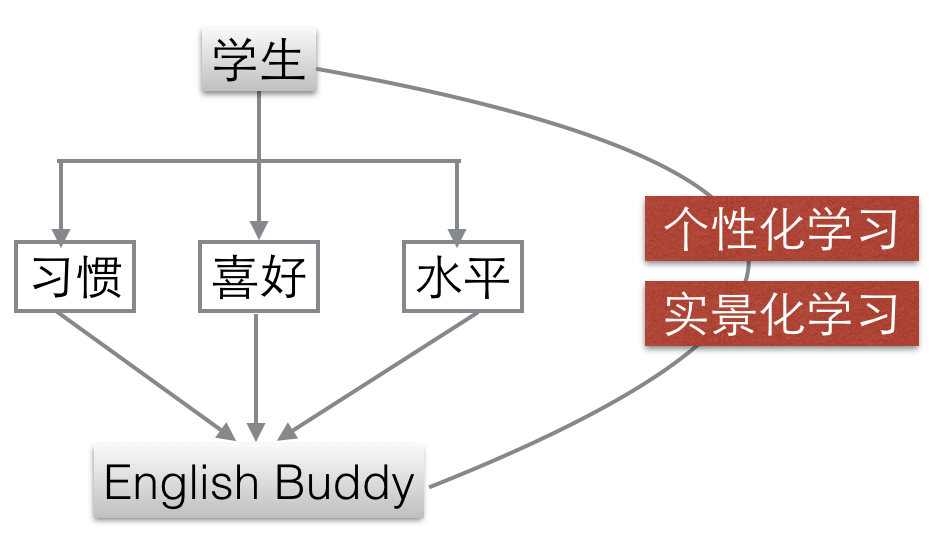 学生
个性化学习
习惯
喜好
水平
实景化学习
English Buddy